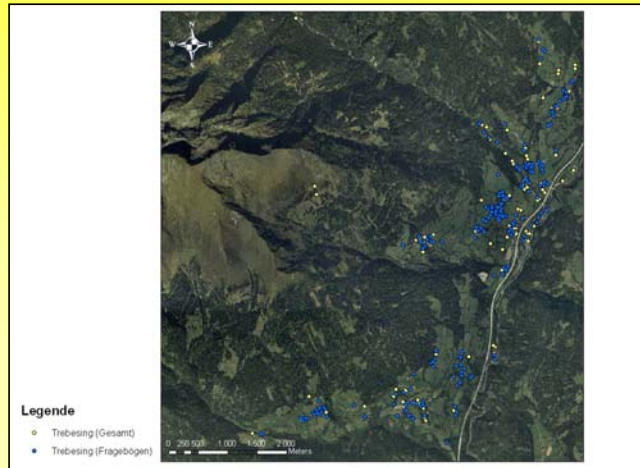 N
W E
S
Legende
Trebesing (Gesamt)
Trebesing (Fragebögen)
0 250 500 1 000 1 500 2 000
Meters